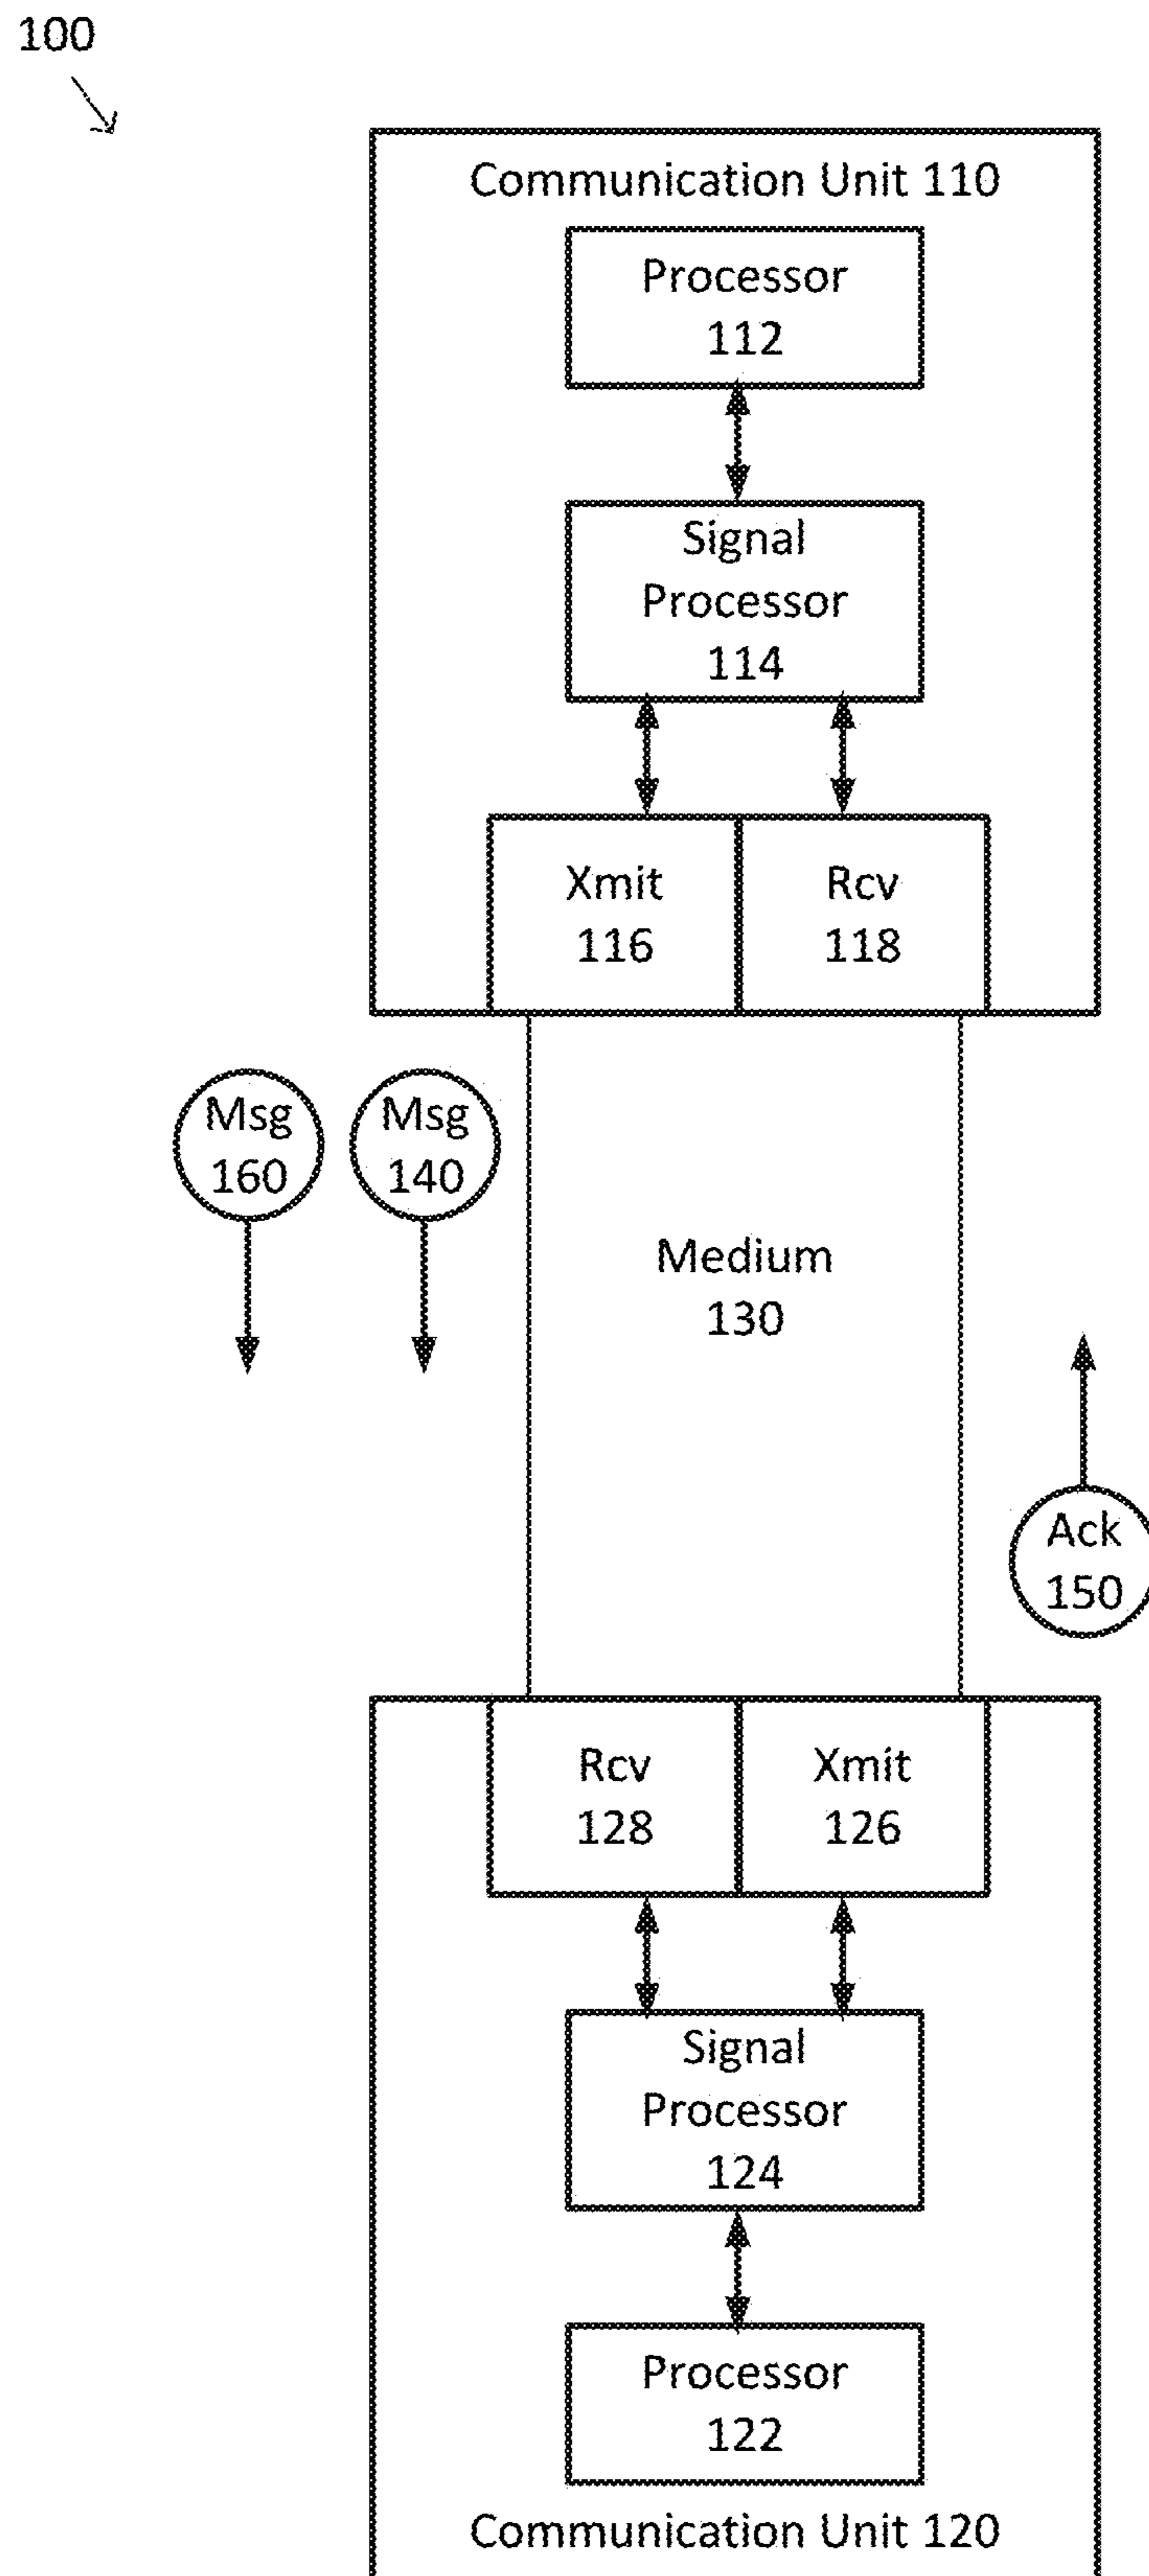 100
Communication Unit 110
Processor
112
Signal
Processor
114
Xmit
116
Rcv
118
Msg
160
Msg
140
Medium
130
Ack
150
Rcv
128
Xmit
126
Signal
Processor
124
Processor
122
Communication Unit 120